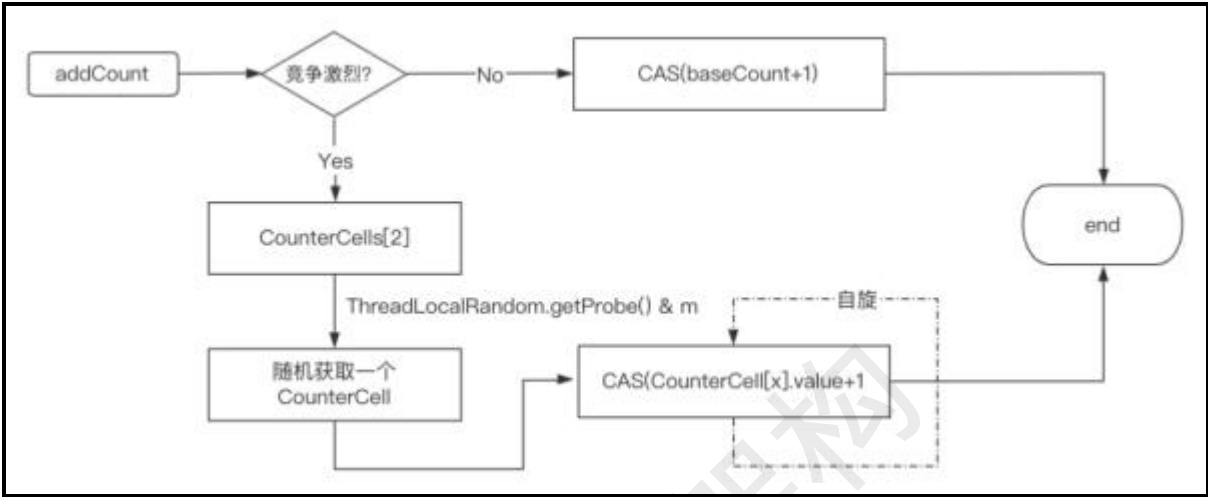 addCount
竟争激烈?
No
CAS(baseCount+1)
Yes
CounterCells[2]
end
ThreadLocalRandom.getProbe() & m
自旋
随机获取一个
CounterCell
CAS(CounterCell[x].value+1